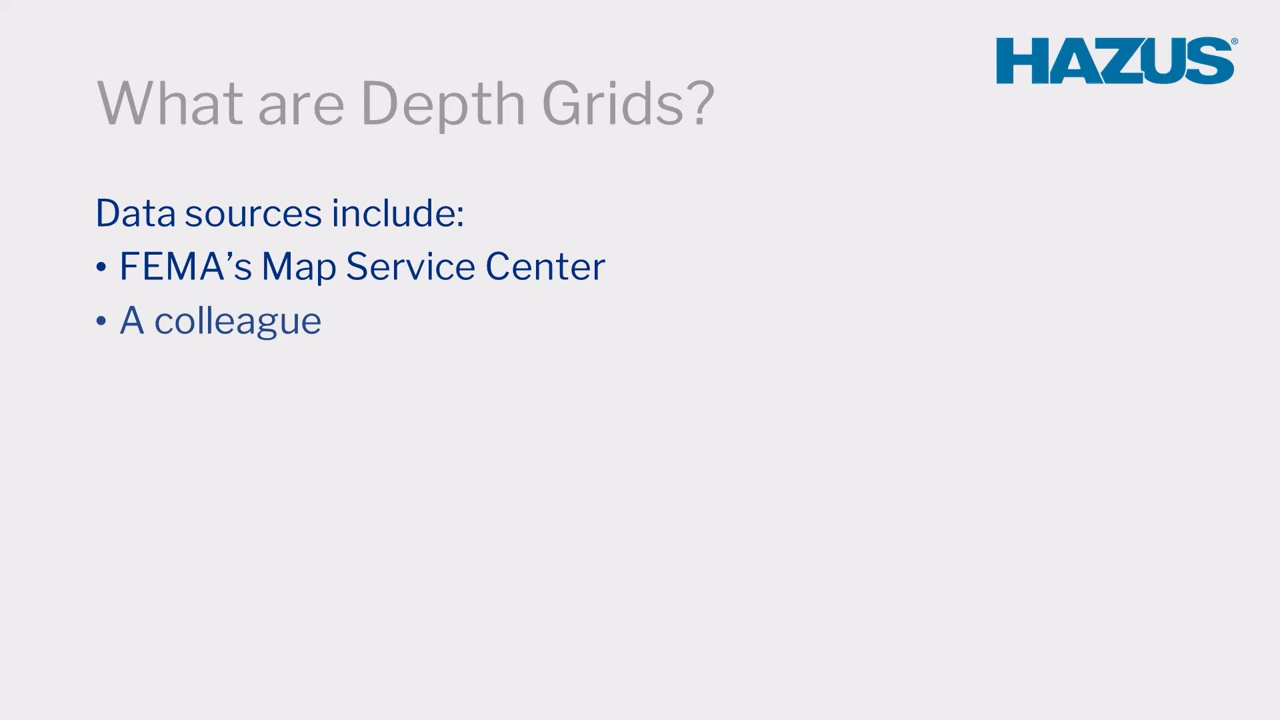 HAZUS®
What are Depth Grids?
Data sources include:
• FEMA’s Map Service Center
• A colleague